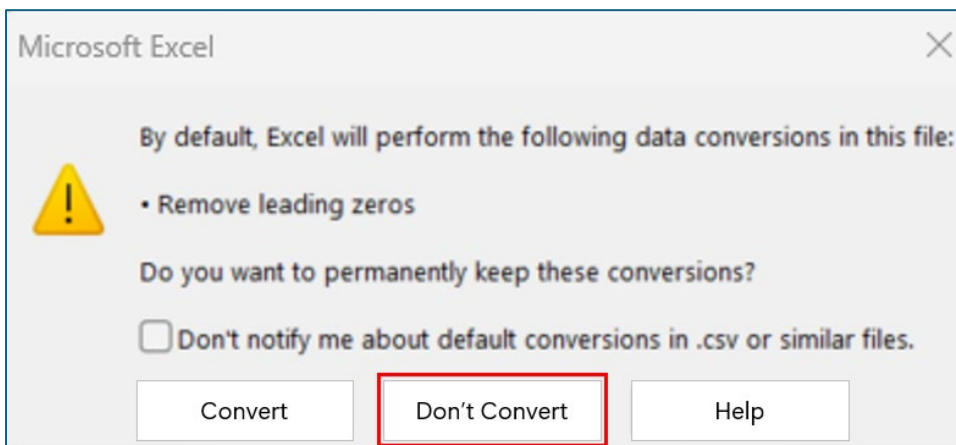 Microsoft Excel
By default, Excel will perform the following data conversions in this file:
• Remove leading zeros
Do you want to permanently keep these conversions?
Don't notify me about default conversions in .csv or similar files.
Convert Don't Convert Help